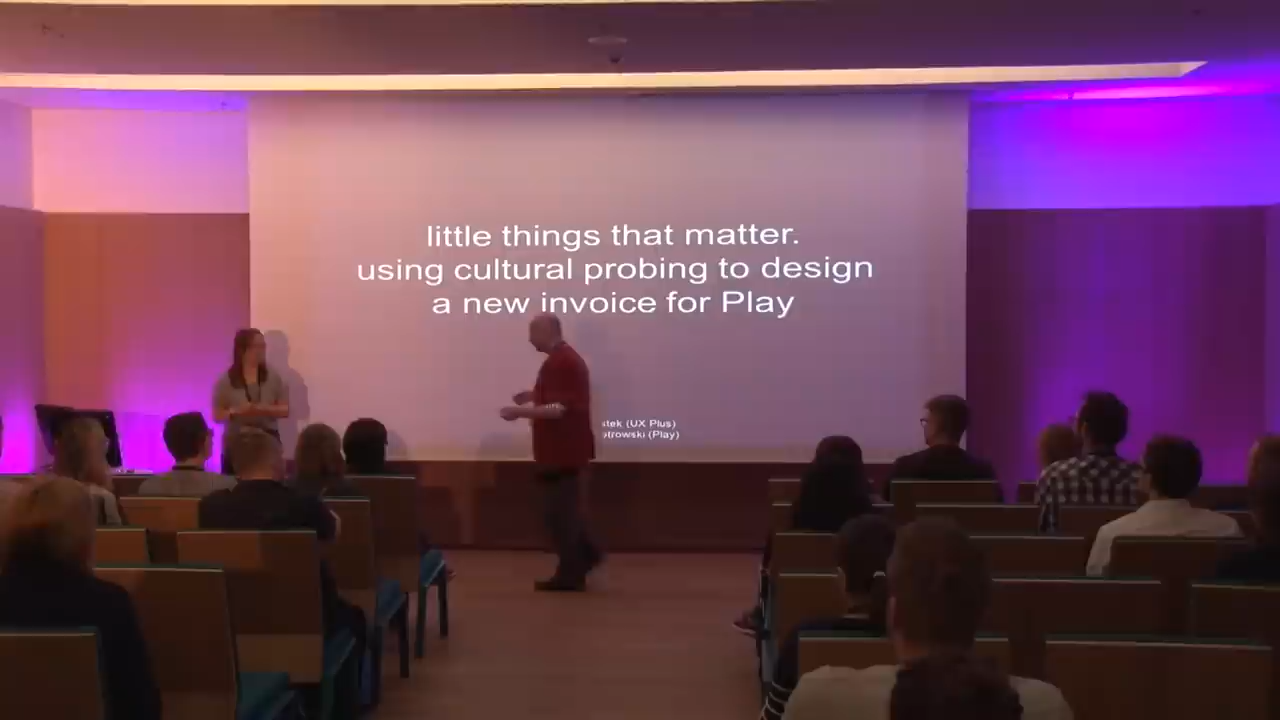 little things that matter.
using cultural probing to design
a new invoice for Play
(UX Plus)
(Play)